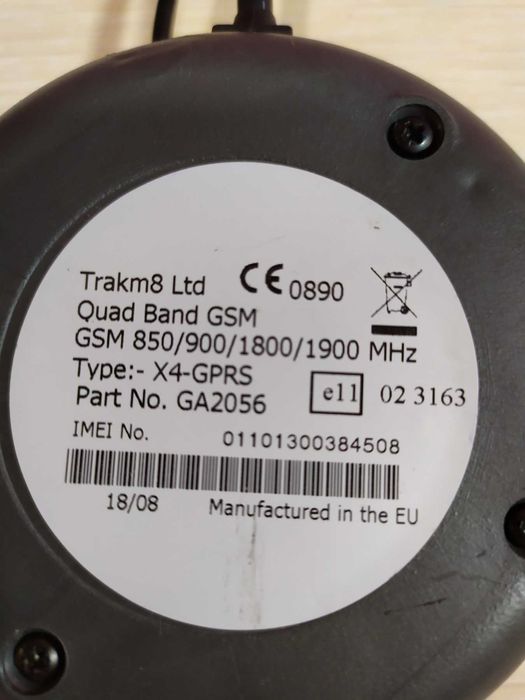 Trakm8 Ltd CE 0890
Quad Band GSM
GSM 850/900/1800/1900 MHz
Type:- X4-GPRS
Part No. GA2056 e11 02 3163
IMEI No. 01101300384508
18/08 Manufactured in the EU